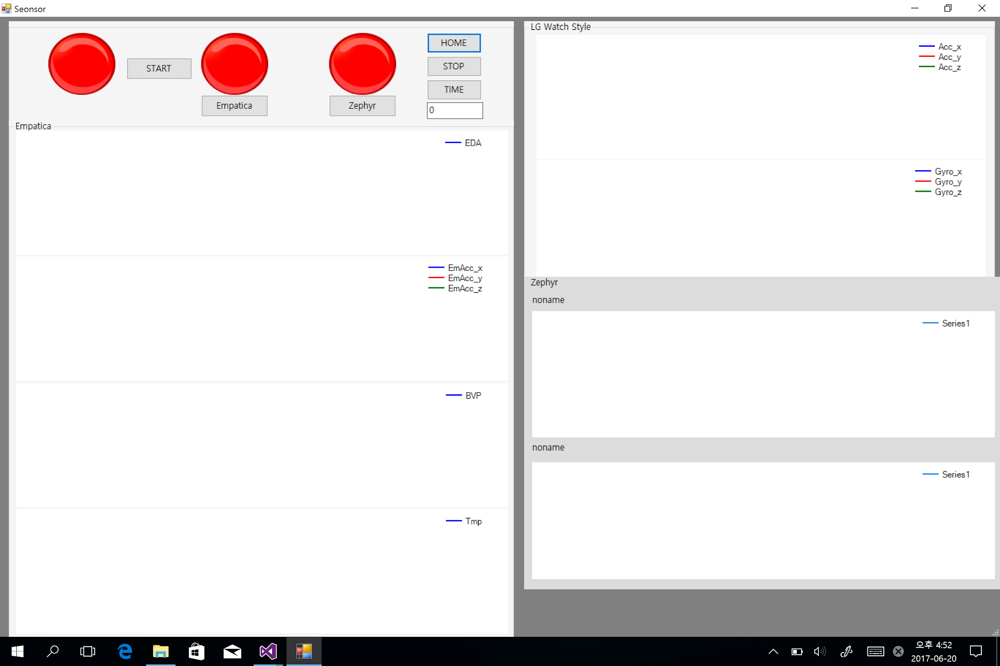 Seonsor
START
Empatica
Zephyr
HOME
STOP
TIME
0
Empatica
EDA
EmAcc_x
EmAcc_y
EmAcc_z
BVP
Tmp
LG Watch Style
Acc_x
Acc_y
Acc_z
Gyro_x
Gyro_y
Gyro_z
Zephyr
noname
Series1
noname
Series1
오후 4:52
2017-06-20